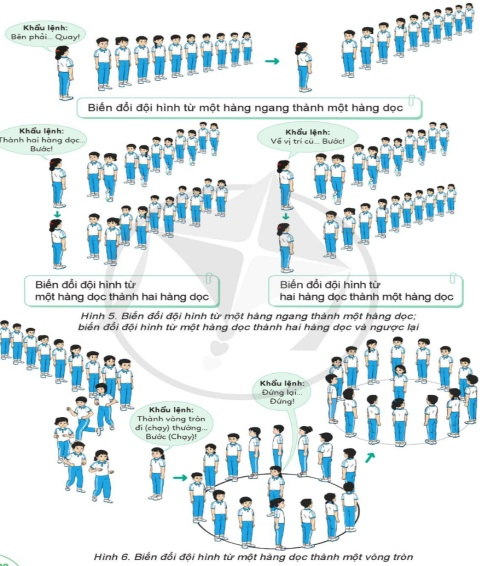 Khẩu lệnh:
Bên phải... Quay!
Biến đổi đội hình từ một hàng ngang thành một hàng dọc
Khẩu lệnh:
Thành hai hàng dọc...
Bước!
Khẩu lệnh:
Về vị trí cũ... Bước!
Biến đổi đội hình từ
một hàng dọc thành hai hàng dọc
Biến đổi đội hình từ
hai hàng dọc thành một hàng dọc
Hình 5. Biến đổi đội hình từ một hàng ngang thành một hàng dọc;
biến đổi đội hình từ một hàng dọc thành hai hàng dọc và ngược lại
Khẩu lệnh:
Thành vòng tròn
đi (chạy) thường...
Bước (Chạy)!
Khẩu lệnh:
Đứng lại...
Đứng!
Hình 6. Biến đổi đội hình từ một hàng dọc thành một vòng tròn